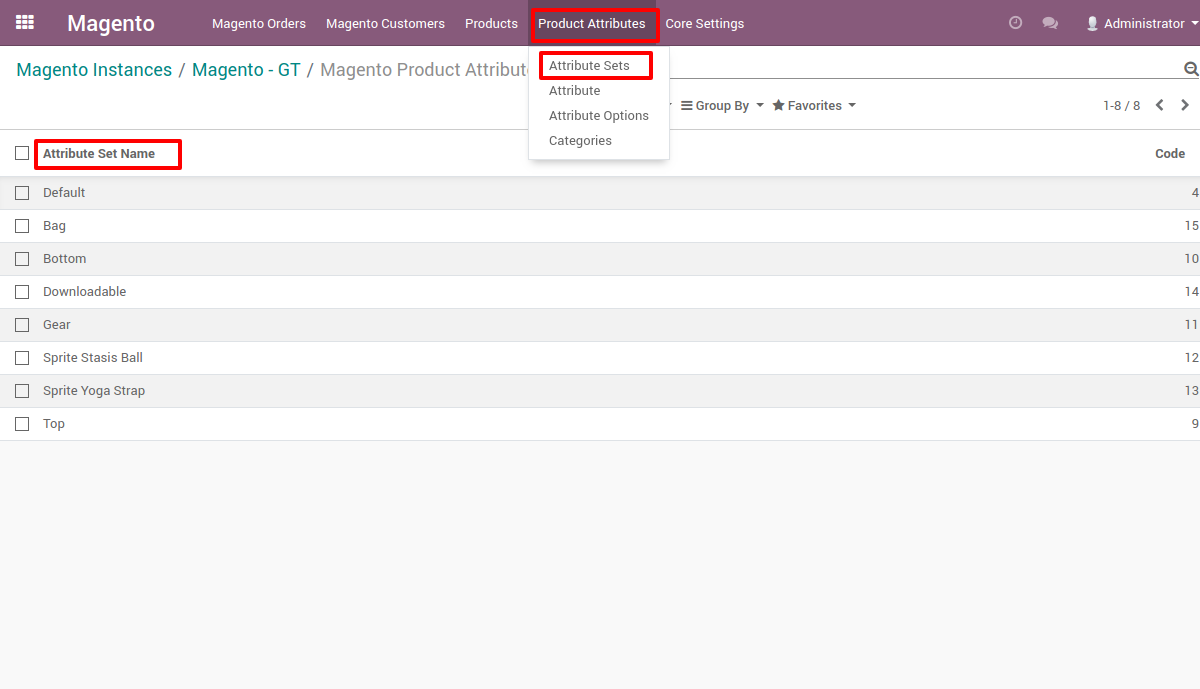 Magento Magento Orders Magento Customers Products Product Attributes Core Settings Administrator
Attribute Sets
Attribute
Attribute Options
Categories
Magento Instances / Magento - GT / Magento Product
Group By Favorites 1-8 / 8
Attribute Set Name Code
Default 4
Bag 15
Bottom 10
Downloadable 14
Gear 11
Sprite Stasis Ball 12
Sprite Yoga Strap 13
Top 9